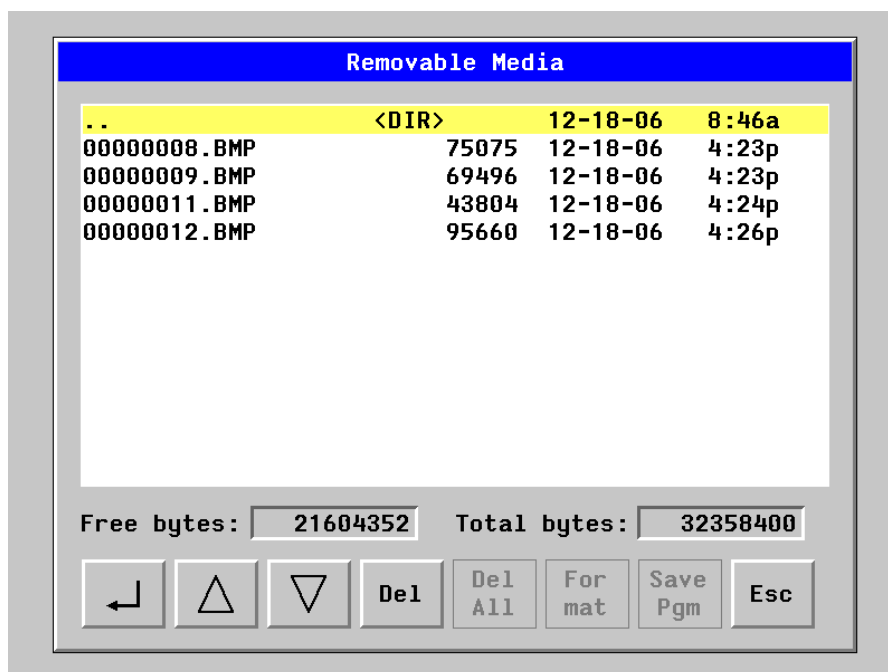 Removable Media
.. <DIR> 12-18-06 8:46a
00000008.BMP 75075 12-18-06 4:23p
00000009.BMP 69496 12-18-06 4:23p
00000011.BMP 43804 12-18-06 4:24p
00000012.BMP 95660 12-18-06 4:26p
Free bytes: 21604352 Total bytes: 32358400
Del Del All For mat Save Pgm Esc